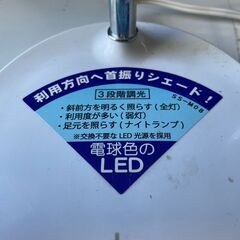 利用方向へ首振りシェード！
SS-M06
3段階調光
・斜前方を明るく照らす（全灯）
・利用度が多い（弱灯）
・足元を照らす（ナイトランプ）
※交換不要なLED光源を採用
電球色の
LED